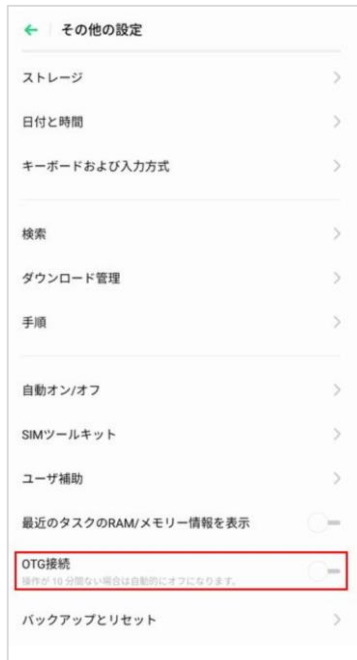 その他の設定
ストレージ
日付と時間
キーボードおよび入力方式
検索
ダウンロード管理
手順
自動オン/オフ
SIMツールキット
ユーザ補助
最近のタスクのRAM/メモリー情報を表示
OTG接続
操作が 10 分間ない場合は自動的にオフになります。
バックアップとリセット